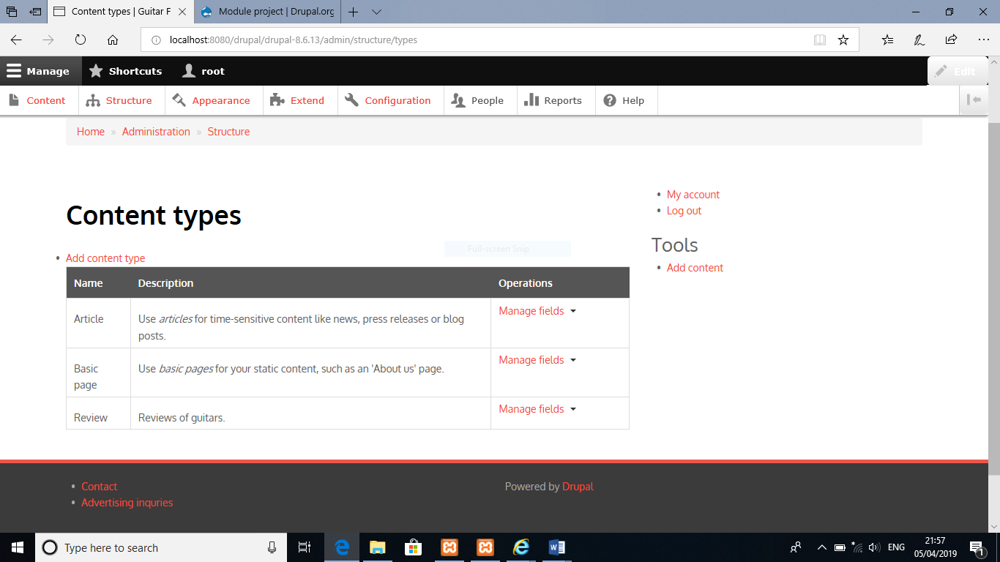 Content types | Guitar F
Module project | Drupal.org
localhost:8080/drupal/drupal-8.6.13/admin/structure/types
Manage Shortcuts root Edit
Content Structure Appearance Extend Configuration People Reports Help
Home » Administration » Structure
My account
Log out
Content types
Tools
Full-screen Snip
Add content type
Add content
Name Description Operations
Article Use articles for time-sensitive content like news, press releases or blog Manage fields
posts.
Basic Use basic pages for your static content, such as an 'About us' page. Manage fields
page
Review Reviews of guitars. Manage fields
Contact Powered by Drupal
Advertising inquries
Type here to search
ENG 21:57
05/04/2019
1